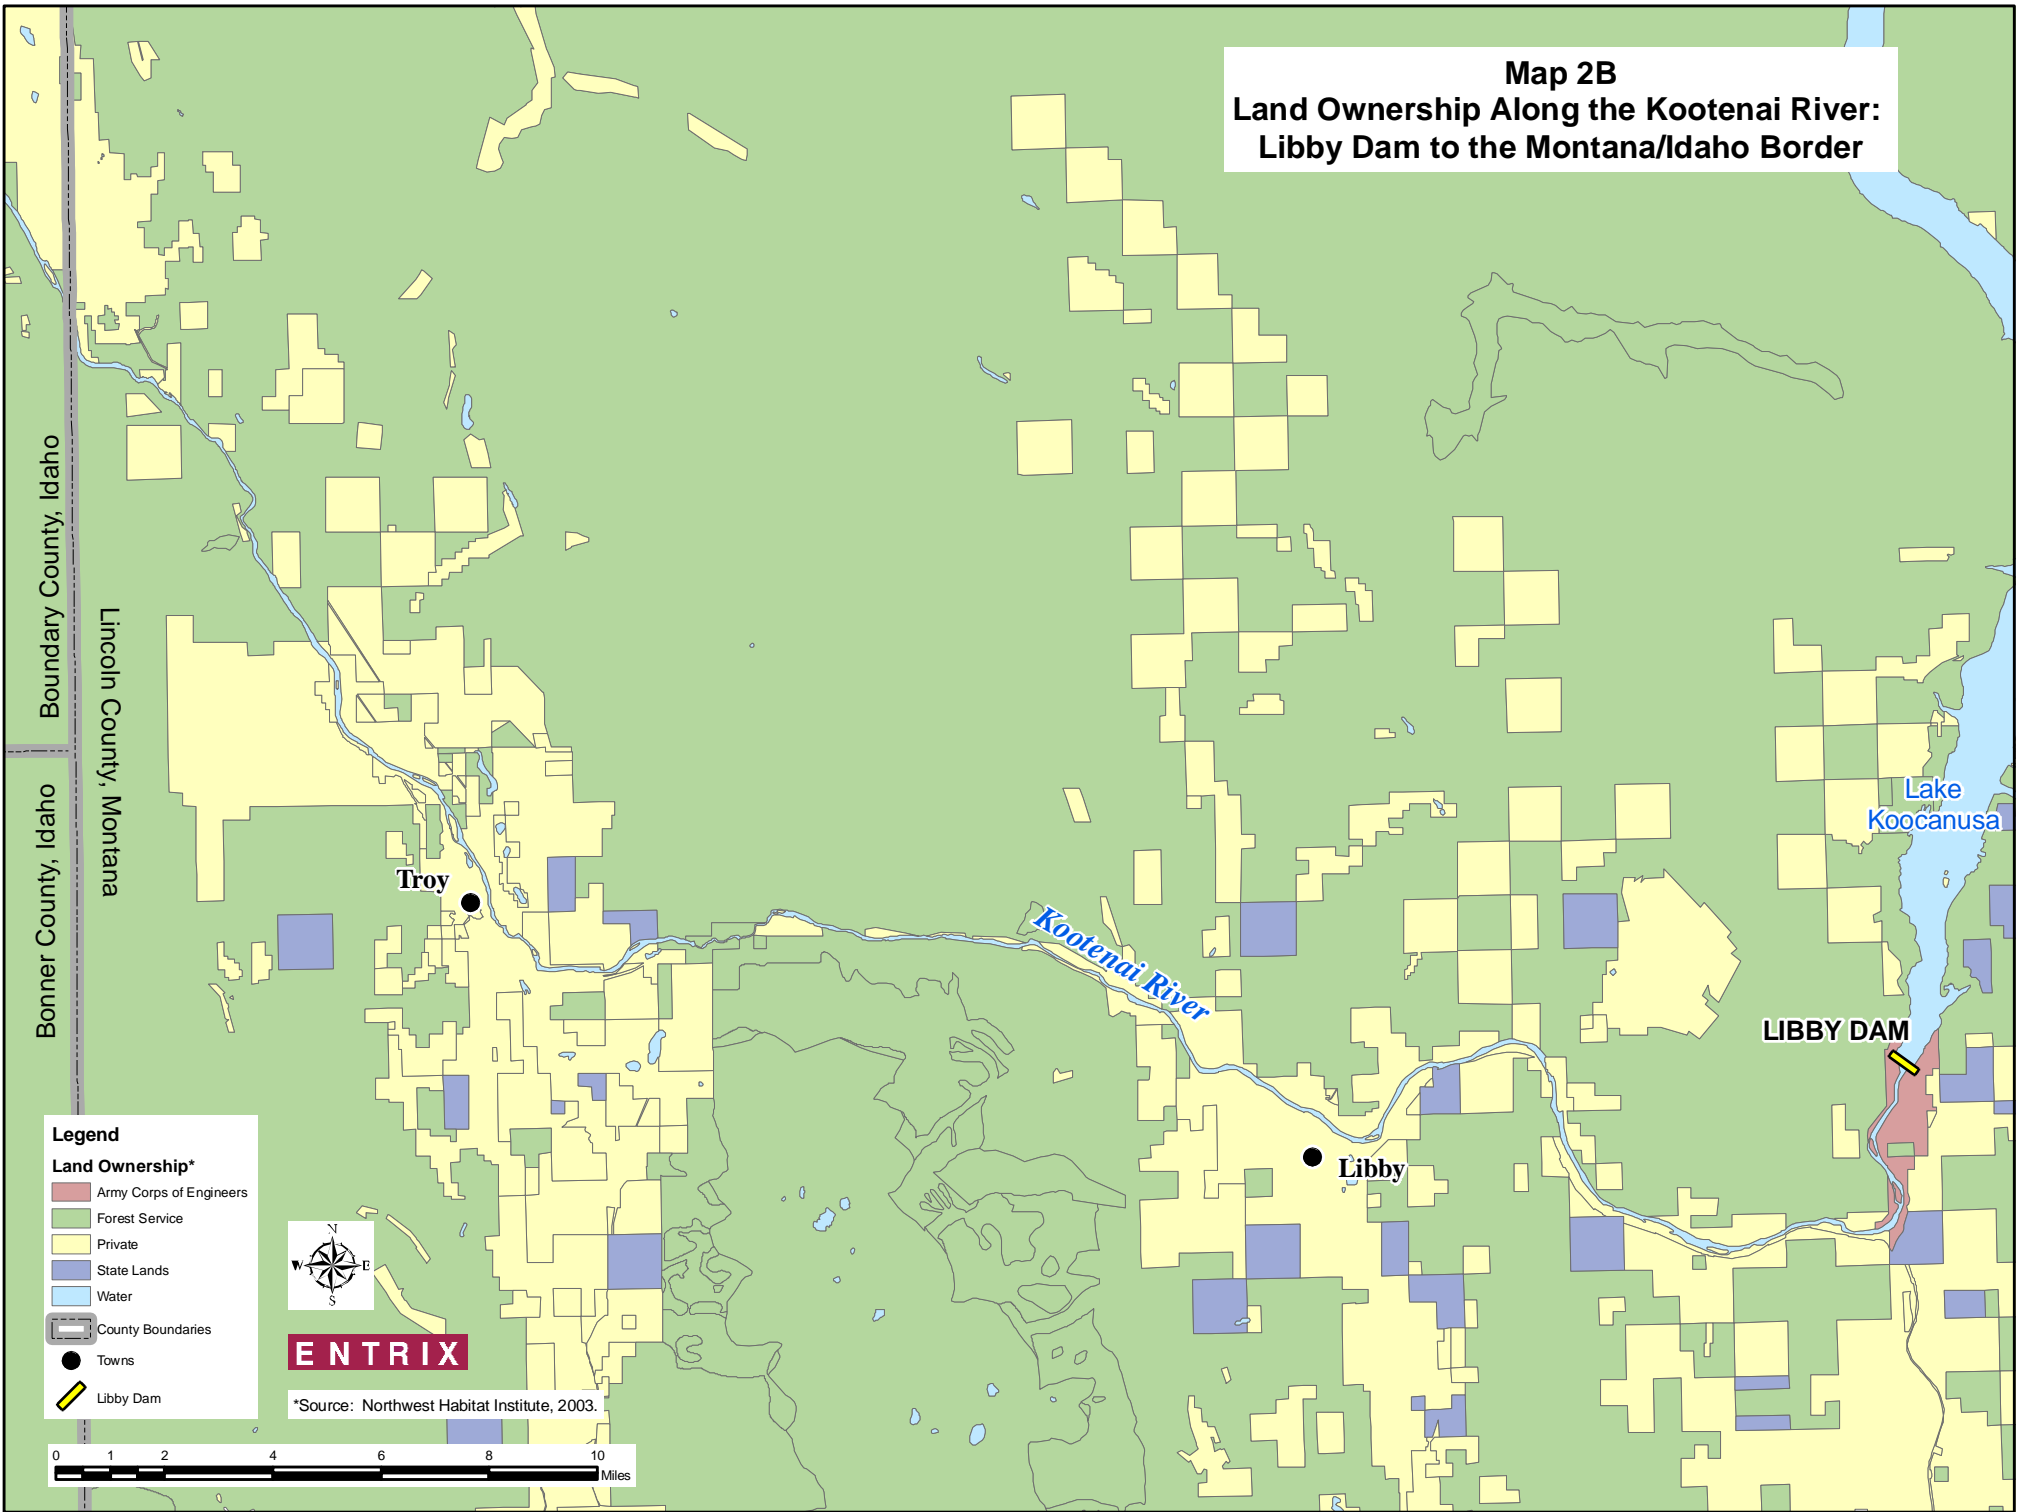 Map 2B
Land Ownership Along the Kootenai River:
Libby Dam to the Montana/Idaho Border
Boundary County, Idaho
Lincoln County, Montana
Bonner County, Idaho
Lake
Koocanusa
Troy
Kootenai River
LIBBY DAM
Libby
Legend
Land Ownership*
Army Corps of Engineers
Forest Service
Private
State Lands
Water
County Boundaries
Towns
Libby Dam
N
W E
S
ENTRIX
*Source: Northwest Habitat Institute, 2003.
0 1 2 4 6 8 10
Miles